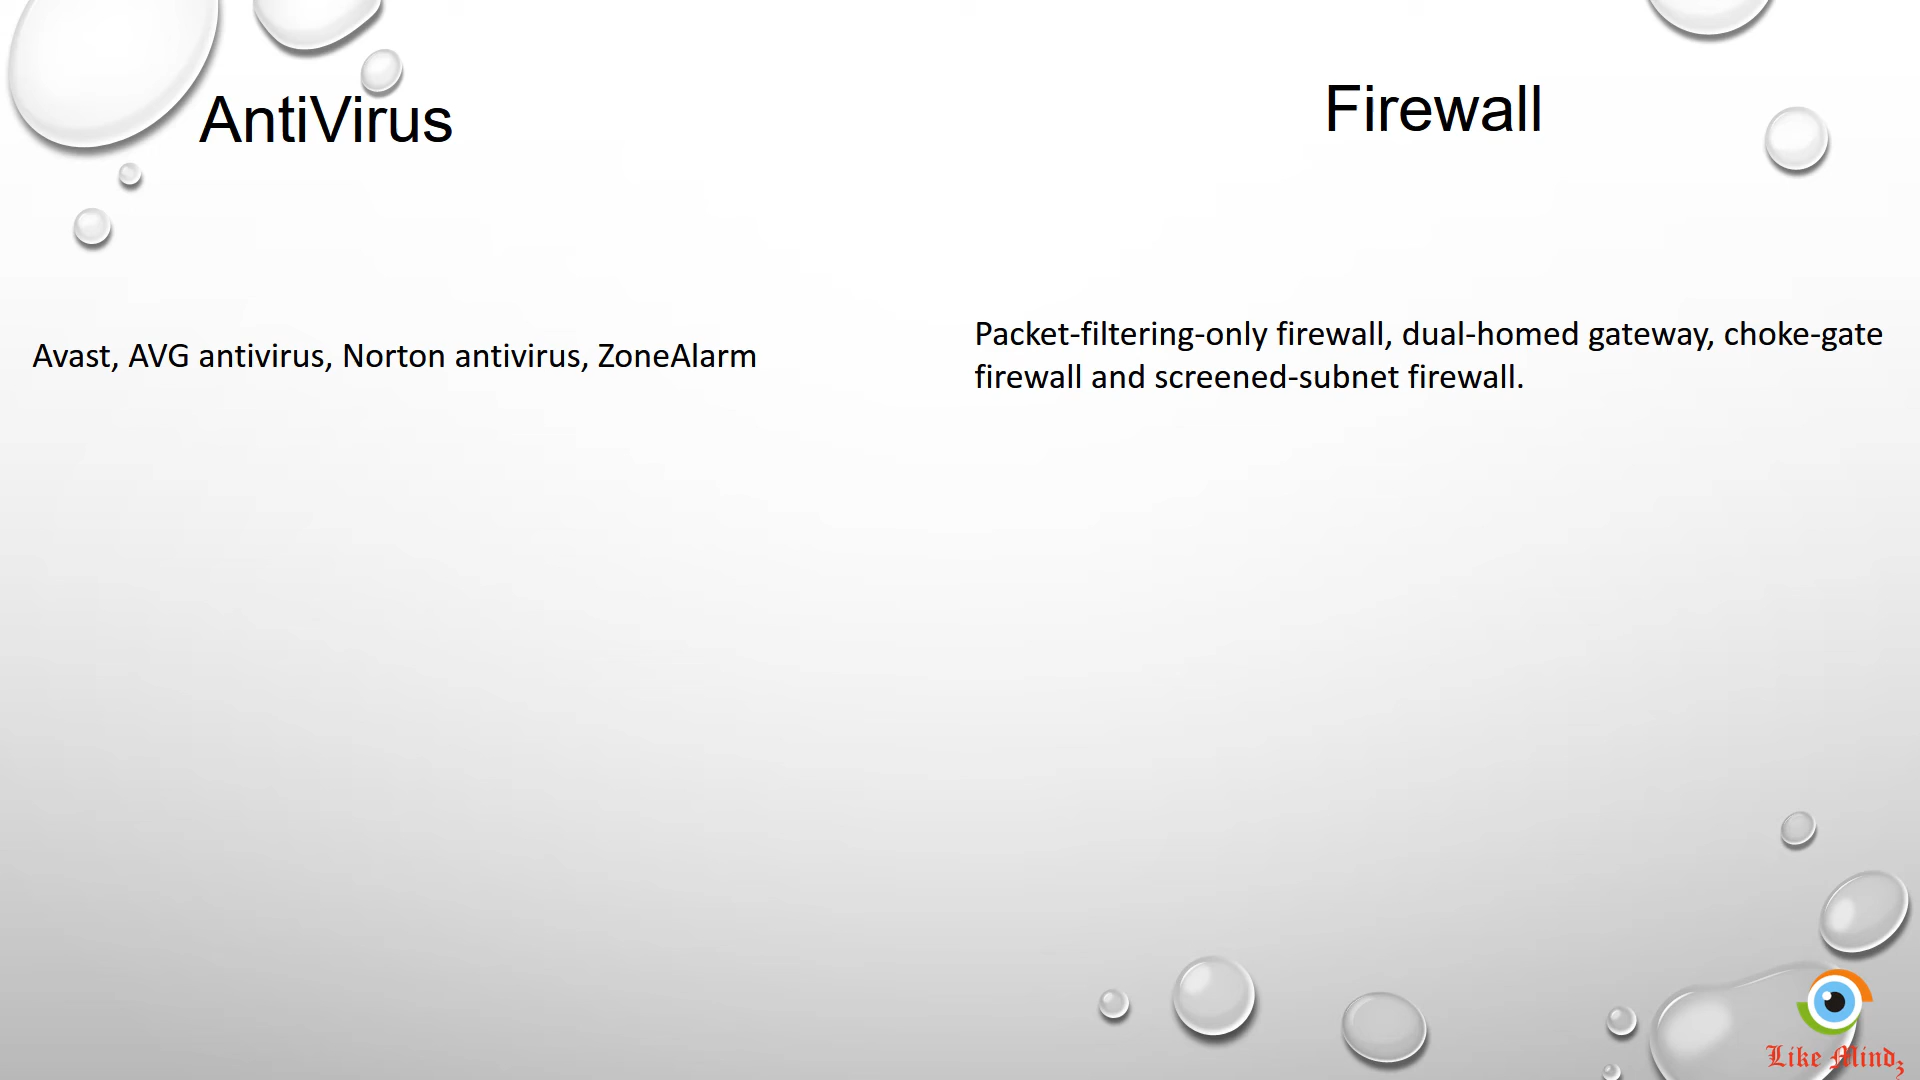 AntiVirus
Firewall
Avast, AVG antivirus, Norton antivirus, ZoneAlarm
Packet-filtering-only firewall, dual-homed gateway, choke-gate
firewall and screened-subnet firewall.
Like Mindz